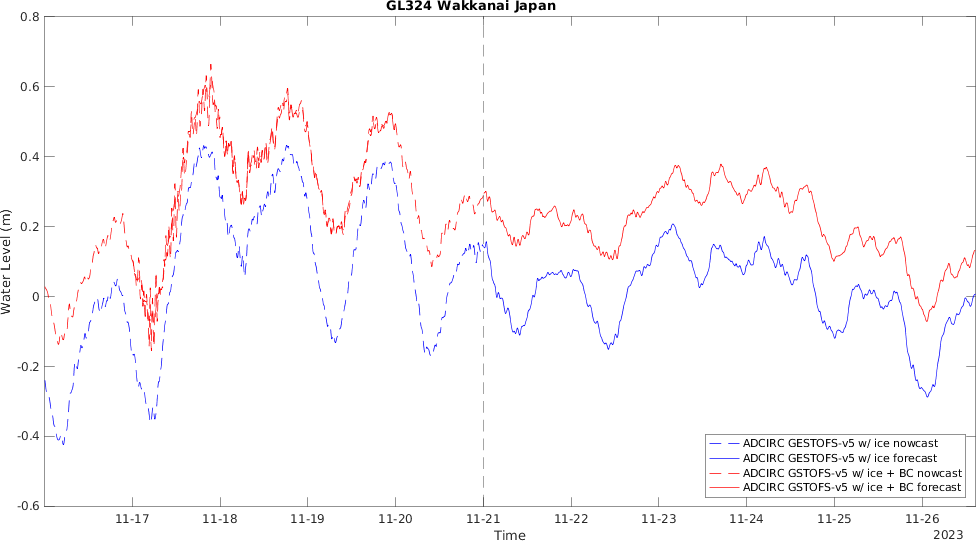 GL324 Wakkanai Japan
0.8
0.6
0.4
0.2
0
-0.2
-0.4
-0.6
Water Level (m)
11-17 11-18 11-19 11-20 11-21 11-22 11-23 11-24 11-25 11-26
Time
2023
ADCIRC GESTOFS-v5 w/ ice nowcast
ADCIRC GESTOFS-v5 w/ ice forecast
ADCIRC GSTOFS-v5 w/ ice + BC nowcast
ADCIRC GSTOFS-v5 w/ ice + BC forecast